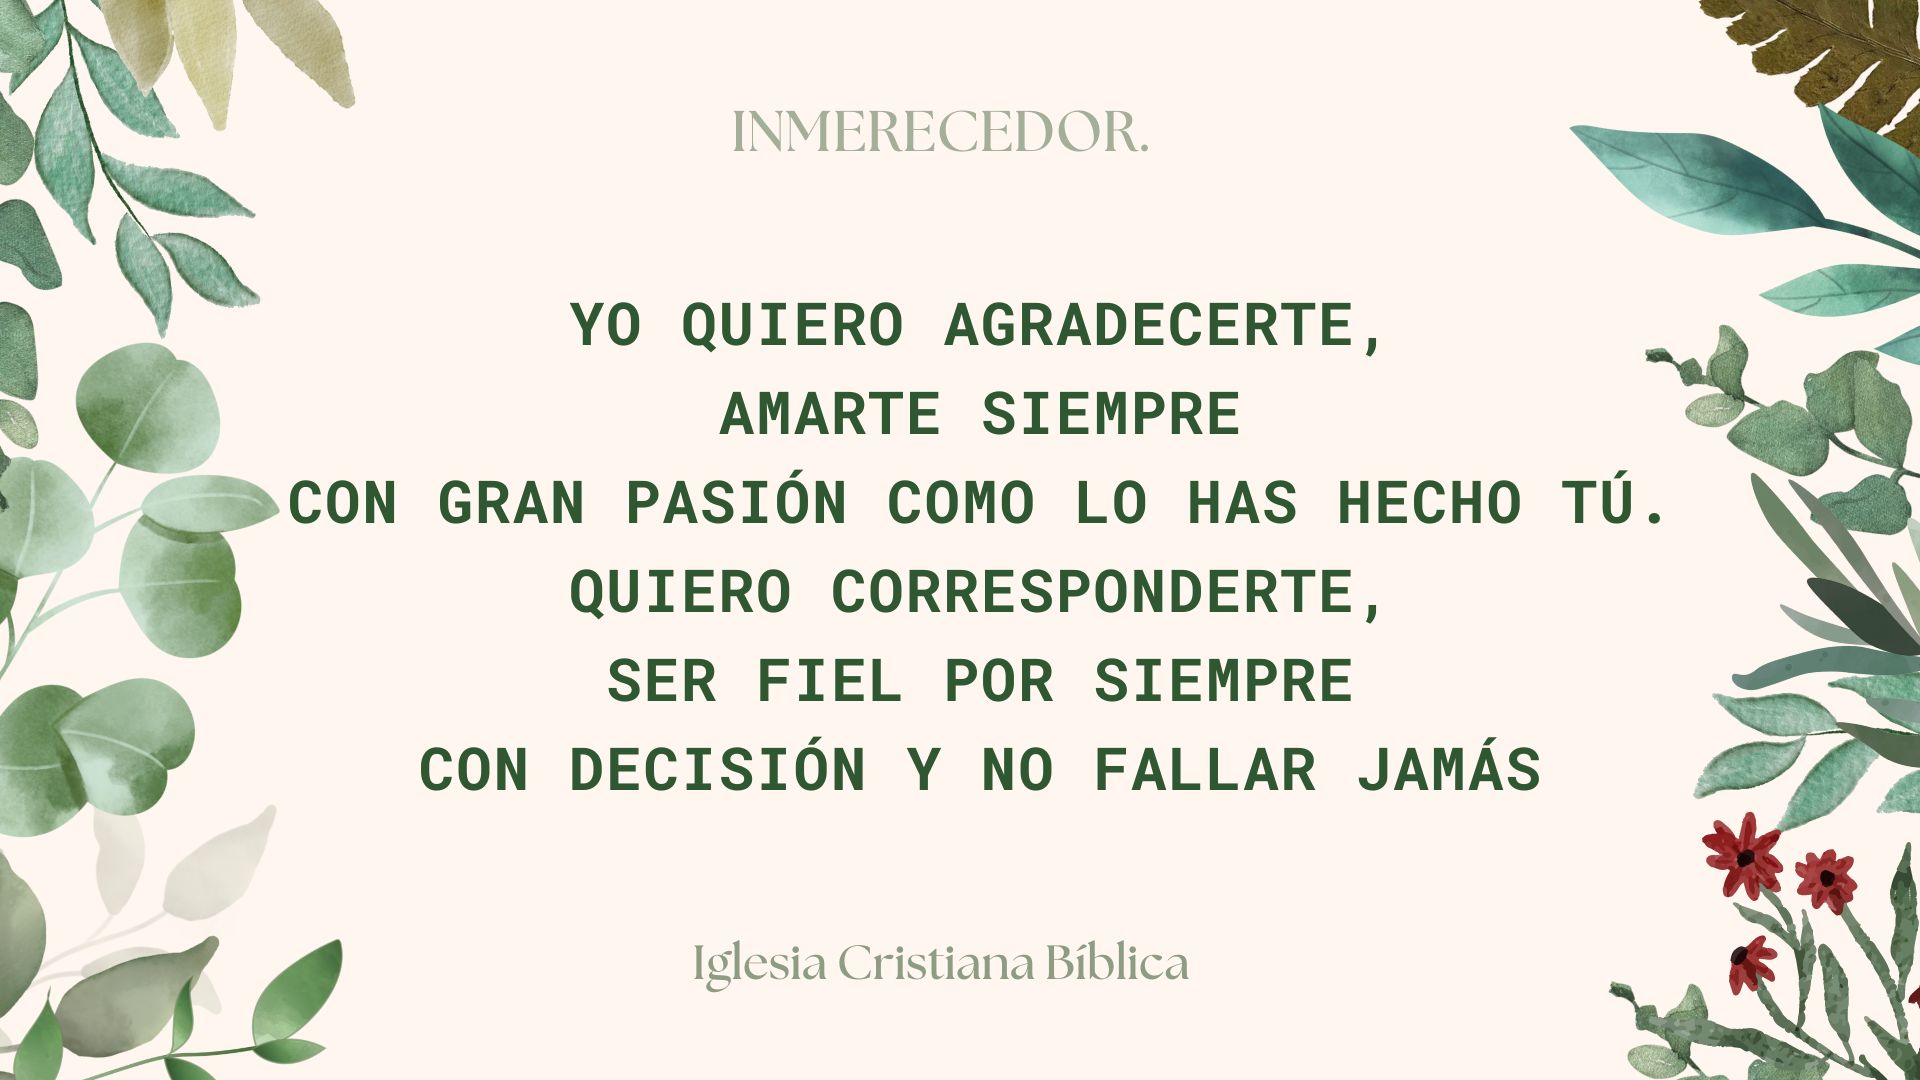 INMERECEDOR.
YO QUIERO AGRADECERTE,
AMARTE SIEMPRE
CON GRAN PASIÓN COMO LO HAS HECHO TÚ.
QUIERO CORRESPONDERTE,
SER FIEL POR SIEMPRE
CON DECISIÓN Y NO FALLAR JAMÁS
Iglesia Cristiana Bíblica